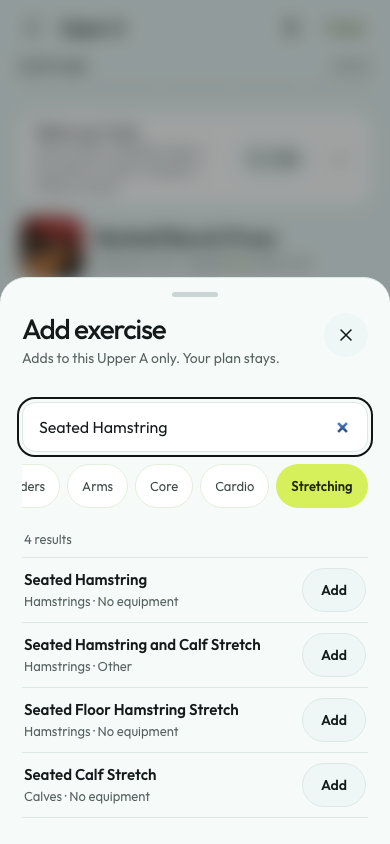 Add exercise
Adds to this Upper A only. Your plan stays.
Seated Hamstring
ders
Arms
Core
Cardio
Stretching
4 results
Seated Hamstring
Hamstrings · No equipment
Add
Seated Hamstring and Calf Stretch
Hamstrings · Other
Add
Seated Floor Hamstring Stretch
Hamstrings · No equipment
Add
Seated Calf Stretch
Calves · No equipment
Add